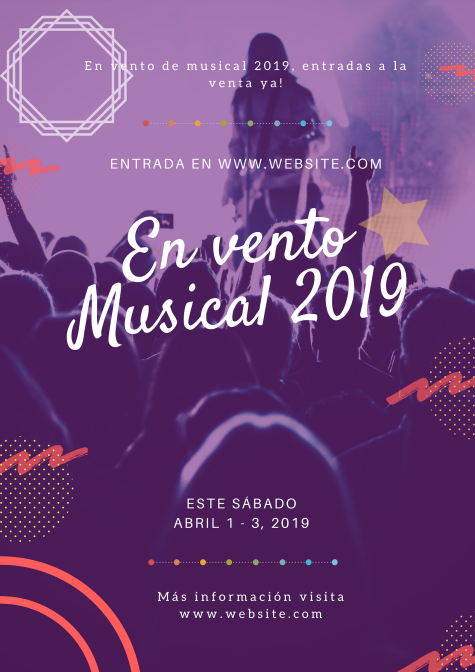 En vento de musical 2019, entradas a la
venta ya!
ENTRADA EN WWW.WEBSITE.COM
En vento
Musical 2019
ESTE SÁBADO
ABRIL 1 - 3, 2019
Más información visita
www.website.com